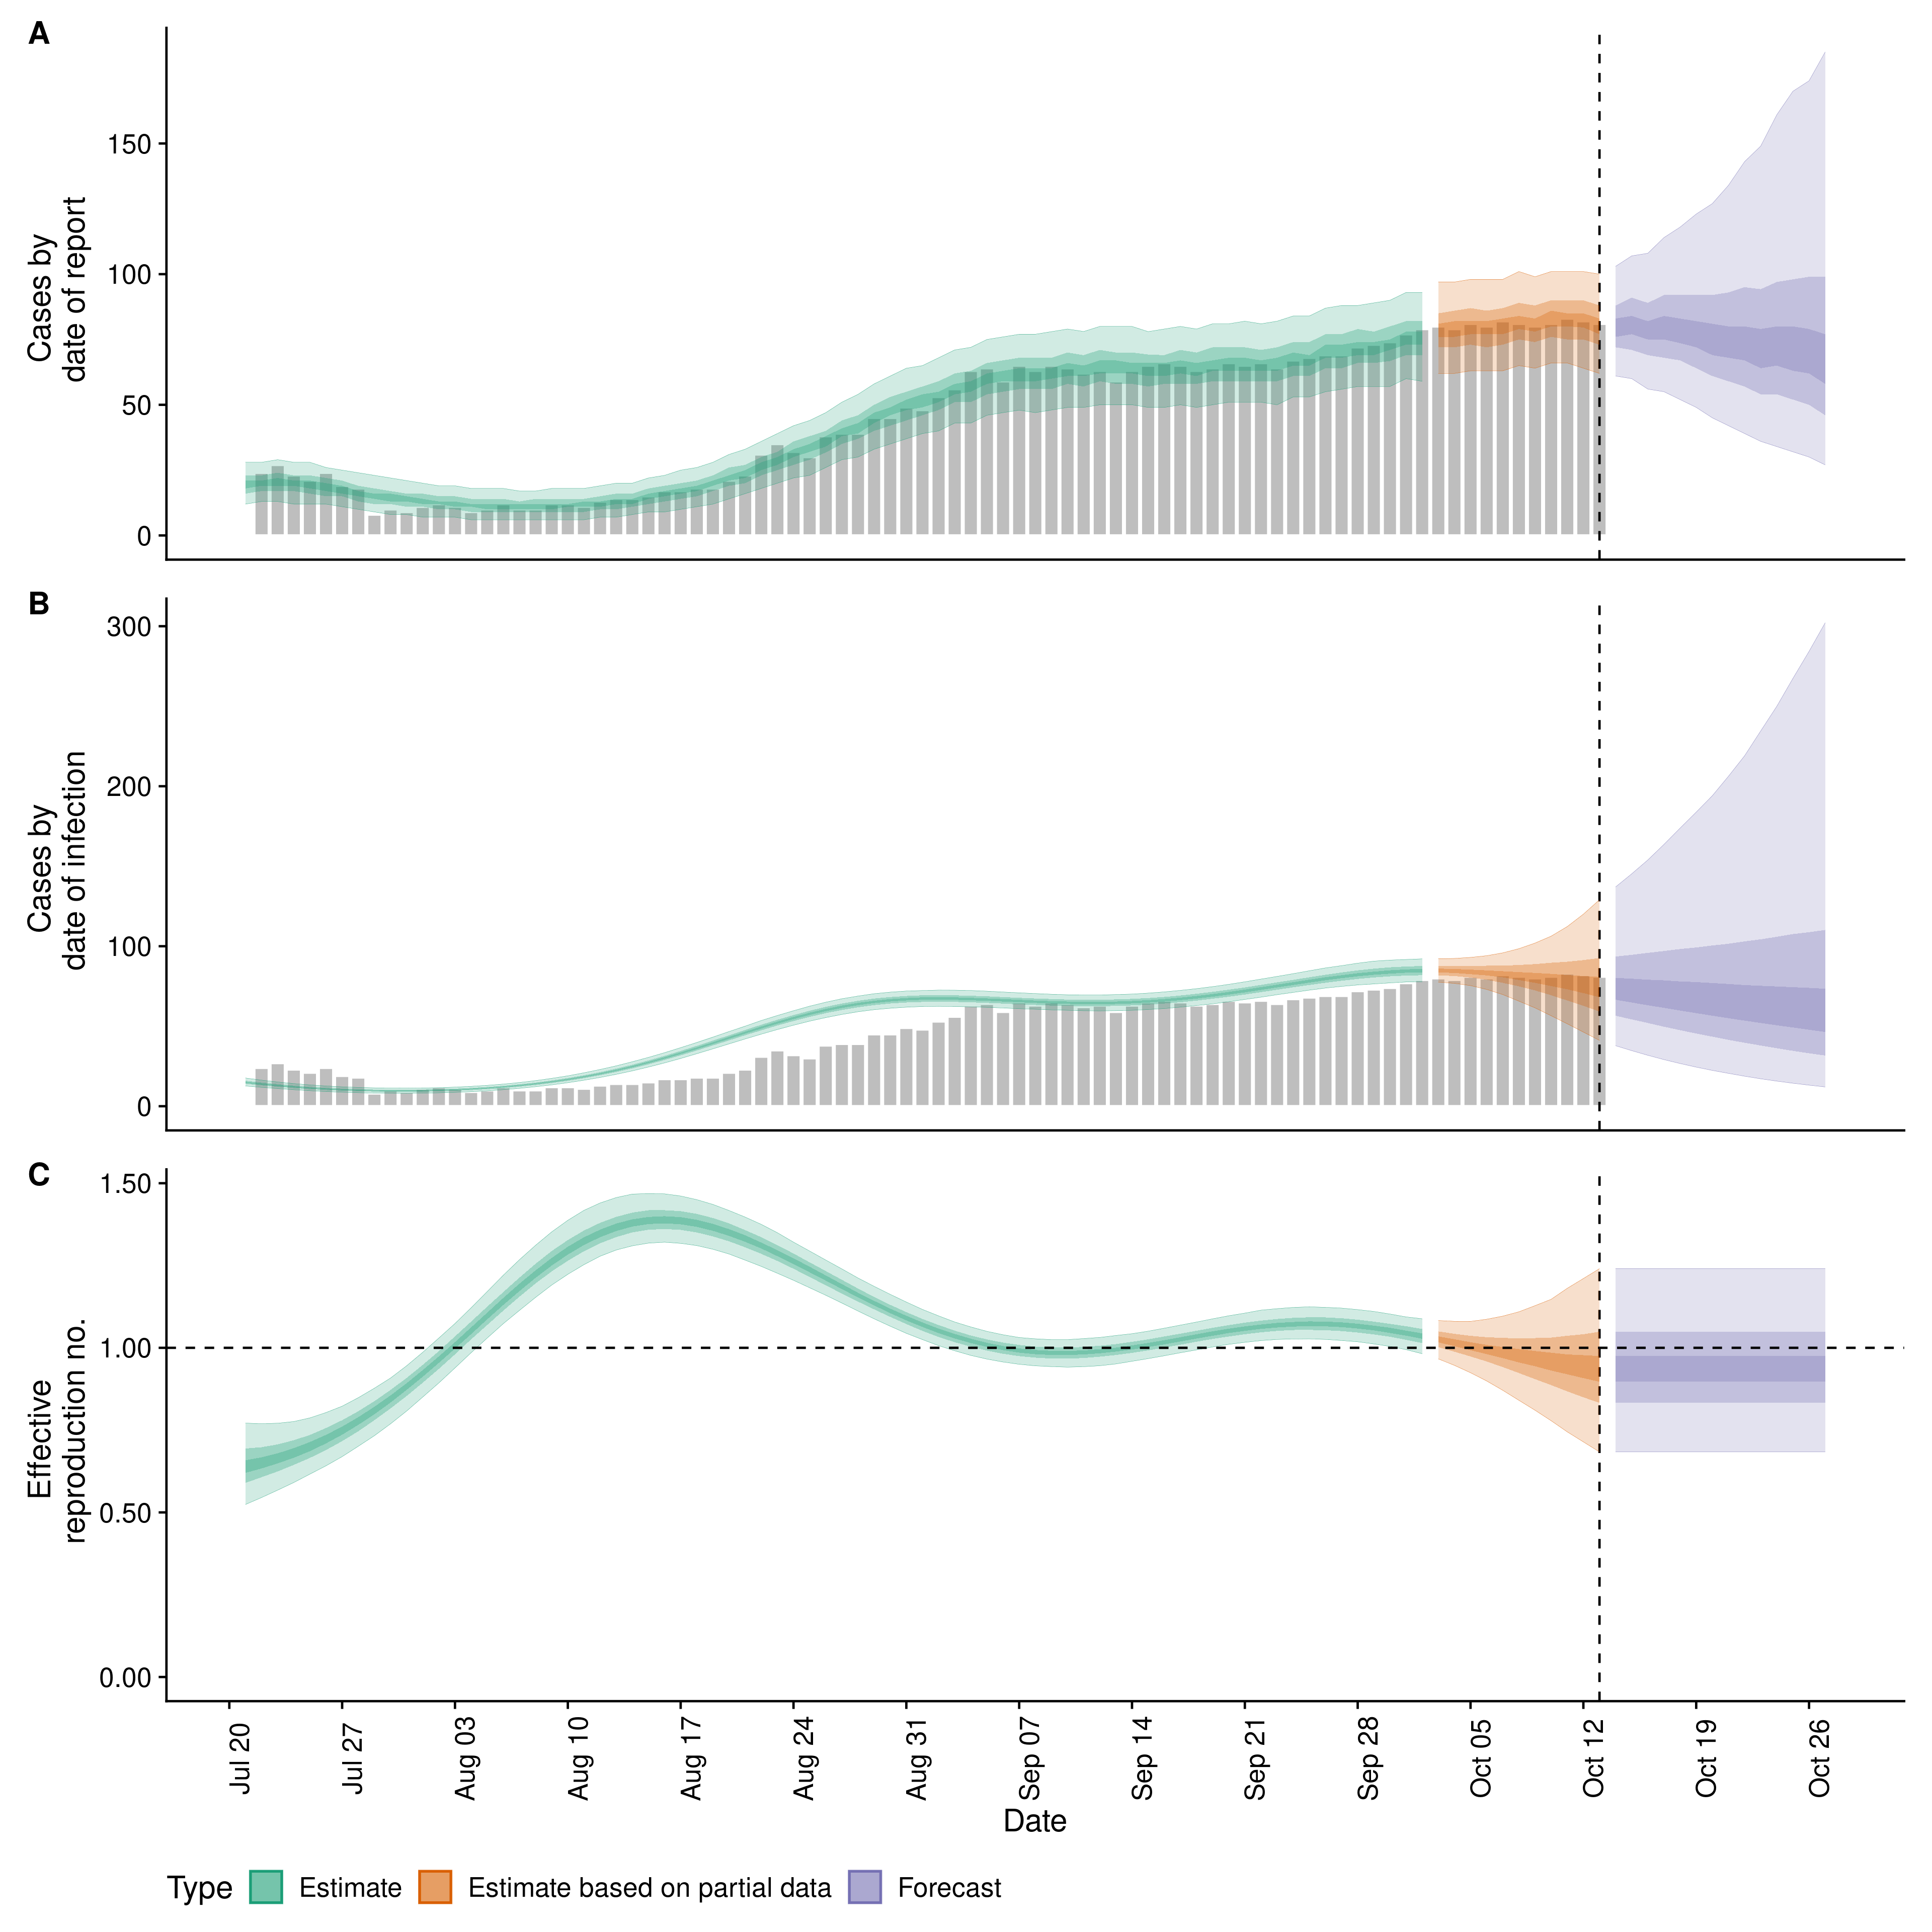 A
Cases by
date of report
150
100
50
0
B
Cases by
date of infection
300
200
100
0
C
Effective
reproduction no.
1.50
1.00
0.50
0.00
Jul 20
Jul 27
Aug 03
Aug 10
Aug 17
Aug 24
Aug 31
Sep 07
Sep 14
Sep 21
Sep 28
Oct 05
Oct 12
Oct 19
Oct 26
Date
Type Estimate Estimate based on partial data Forecast